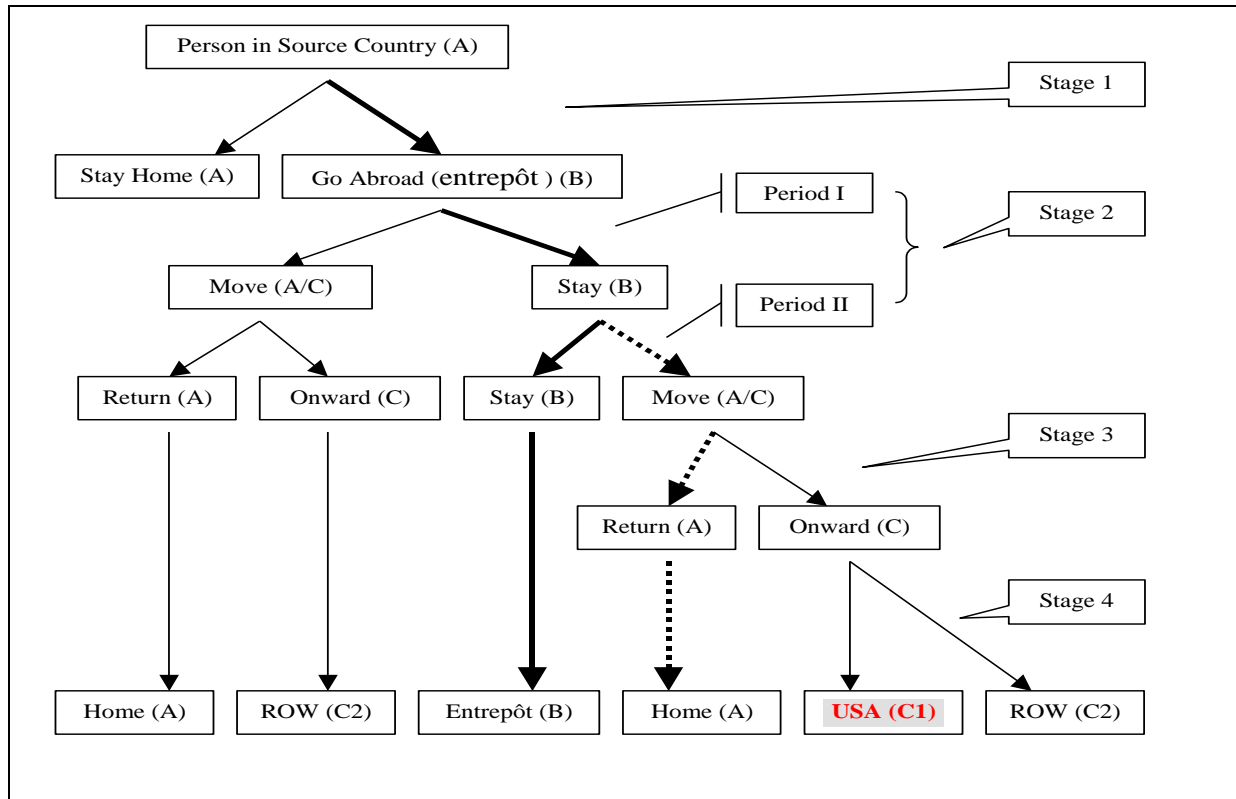 Person in Source Country (A)
Stage 1
Stay Home (A)
Go Abroad (entrepôt ) (B)
Period I
Stage 2
Move (A/C)
Stay (B)
Period II
Return (A)
Onward (C)
Stay (B)
Move (A/C)
Stage 3
Return (A)
Onward (C)
Stage 4
Home (A)
ROW (C2)
Entrepôt (B)
Home (A)
USA (C1)
ROW (C2)